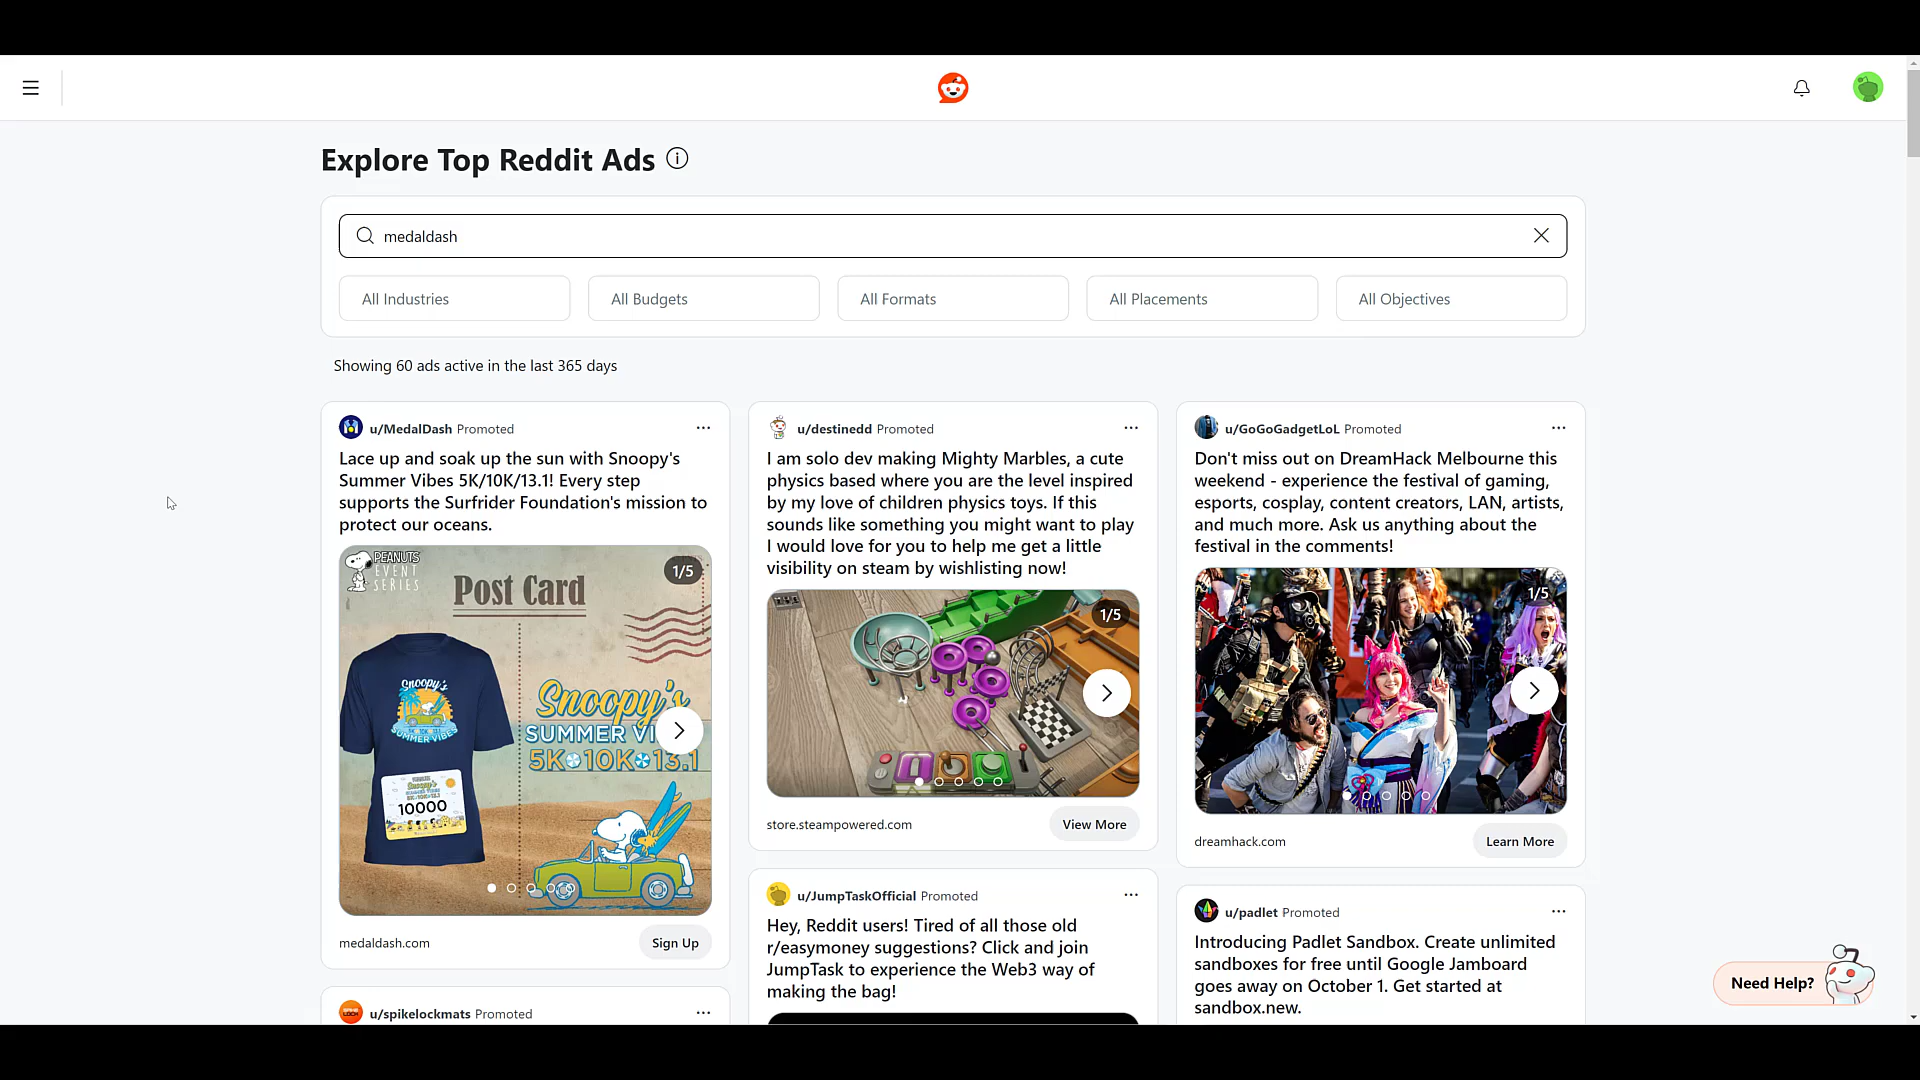 Explore Top Reddit Ads
medaldash
All Industries
All Budgets
All Formats
All Placements
All Objectives
Showing 60 ads active in the last 365 days
u/MedalDash Promoted
Lace up and soak up the sun with Snoopy's
Summer Vibes 5K/10K/13.1! Every step
supports the Surfrider Foundation's mission to
protect our oceans.
PEANUTS
EVENT
SERIES
1/5
Post Card
Snoopy's
SUMMER VIBES
Snoopy's
SUMMER VI
5K 10K 13.1
10000
medaldash.com
Sign Up
u/spikelockmats Promoted
u/destinedd Promoted
I am solo dev making Mighty Marbles, a cute
physics based where you are the level inspired
by my love of children physics toys. If this
sounds like something you might want to play
I would love for you to help me get a little
visibility on steam by wishlisting now!
1/5
store.steampowered.com
View More
u/JumpTaskOfficial Promoted
Hey, Reddit users! Tired of all those old
r/easymoney suggestions? Click and join
JumpTask to experience the Web3 way of
making the bag!
u/GoGoGadgetLoL Promoted
Don't miss out on DreamHack Melbourne this
weekend - experience the festival of gaming,
esports, cosplay, content creators, LAN, artists,
and much more. Ask us anything about the
festival in the comments!
1/5
dreamhack.com
Learn More
u/padlet Promoted
Introducing Padlet Sandbox. Create unlimited
sandboxes for free until Google Jamboard
goes away on October 1. Get started at
sandbox.new.
Need Help?